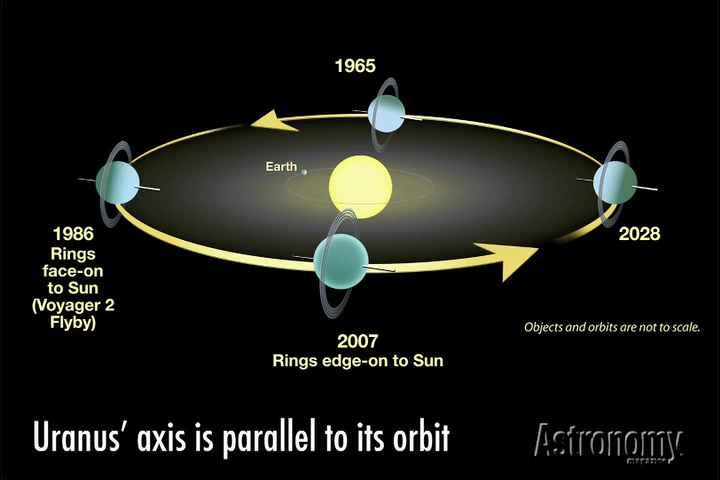 1965
Earth
1986
Rings
face-on
to Sun
(Voyager 2
Flyby)
2028
Objects and orbits are not to scale.
2007
Rings edge-on to Sun
Uranus’ axis is parallel to its orbit
Astronomy
magazine